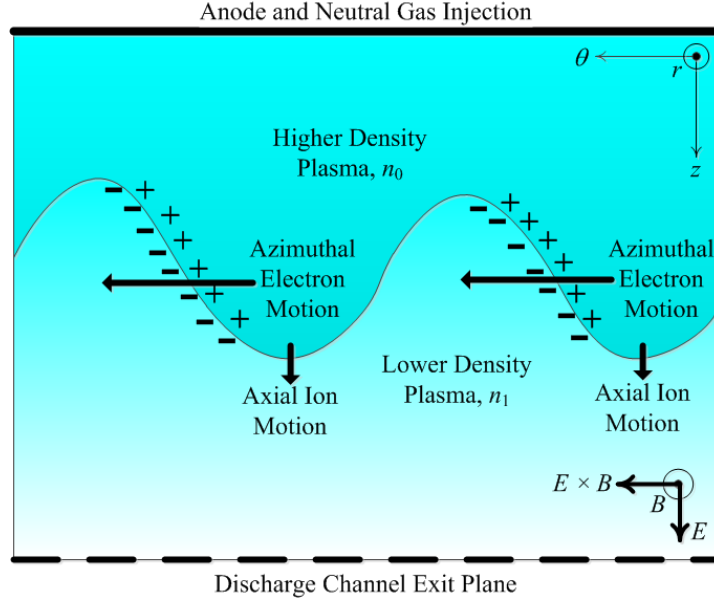 Anode and Neutral Gas Injection
θ
r
z
Higher Density
Plasma, n₀
Azimuthal
Electron
Motion
Azimuthal
Electron
Motion
Lower Density
Plasma, n₁
Axial Ion
Motion
Axial Ion
Motion
E × B
B
E
Discharge Channel Exit Plane